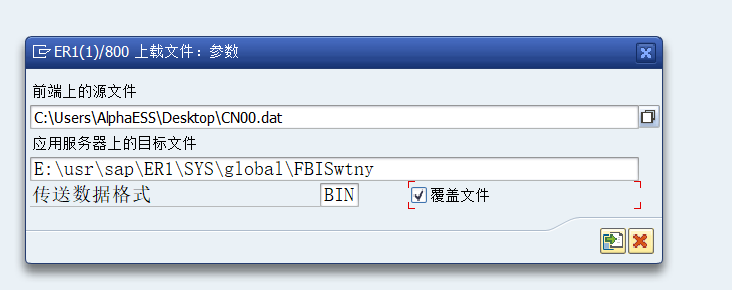 ER1(1)/800 上载文件：参数
前端上的源文件
C:\Users\AlphaESS\Desktop\CN00.dat
应用服务器上的目标文件
E:\usr\sap\ER1\SYS\global\FBISwtny
传送数据格式 BIN 覆盖文件